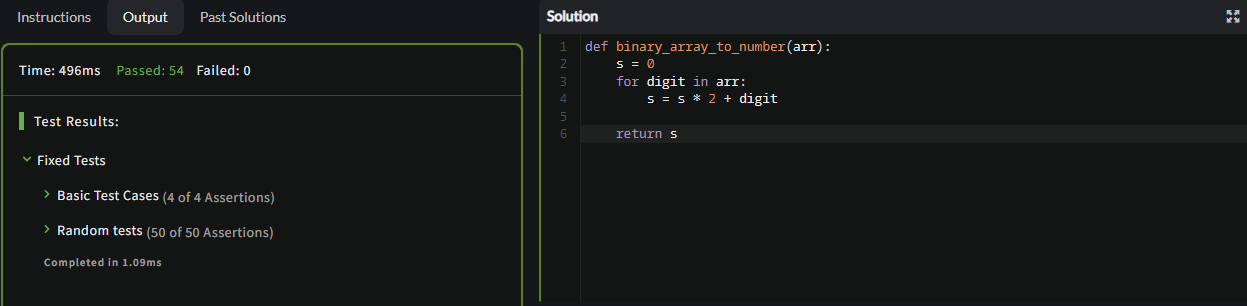 Instructions Output Past Solutions
Time: 496ms Passed: 54 Failed: 0
Test Results:
Fixed Tests
Basic Test Cases (4 of 4 Assertions)
Random tests (50 of 50 Assertions)
Completed in 1.09ms
Solution
1 def binary_array_to_number(arr):
2     s = 0
3     for digit in arr:
4         s = s * 2 + digit
5
6     return s